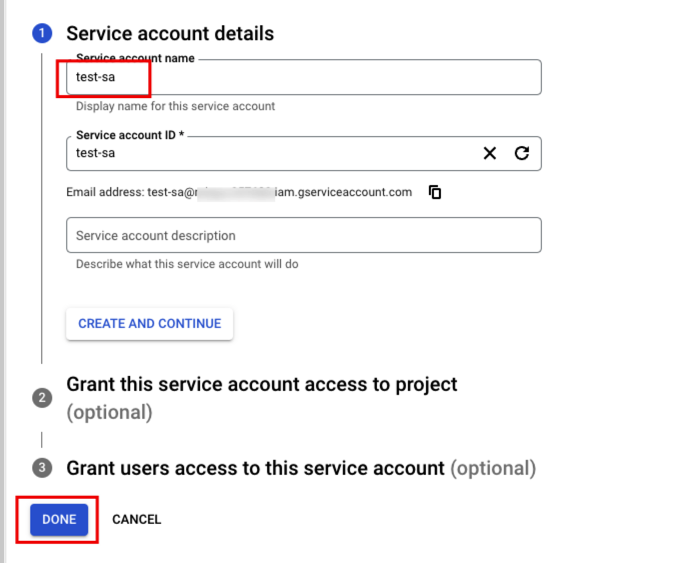 1 Service account details
Service account name
test-sa
Display name for this service account
Service account ID *
test-sa
Email address: test-sa@ iam.gserviceaccount.com
Service account description
Describe what this service account will do
CREATE AND CONTINUE
2 Grant this service account access to project
(optional)
3 Grant users access to this service account (optional)
DONE CANCEL